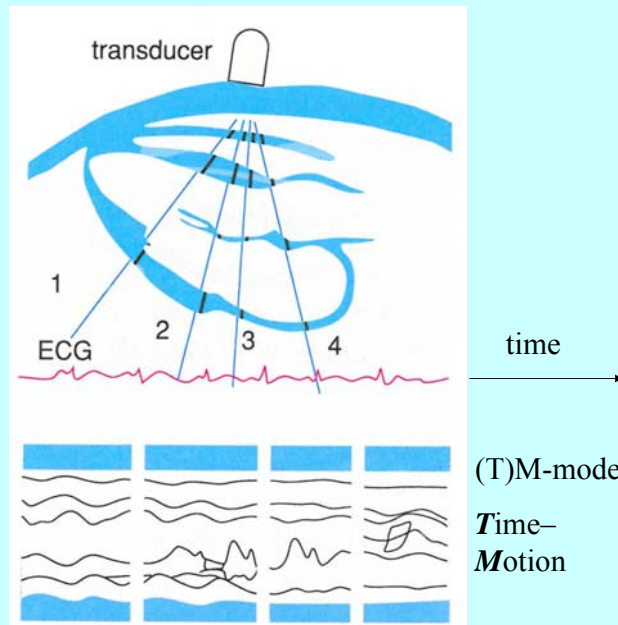 transducer
1
2
3
4
ECG
time
(T)M-mode
Time–
Motion